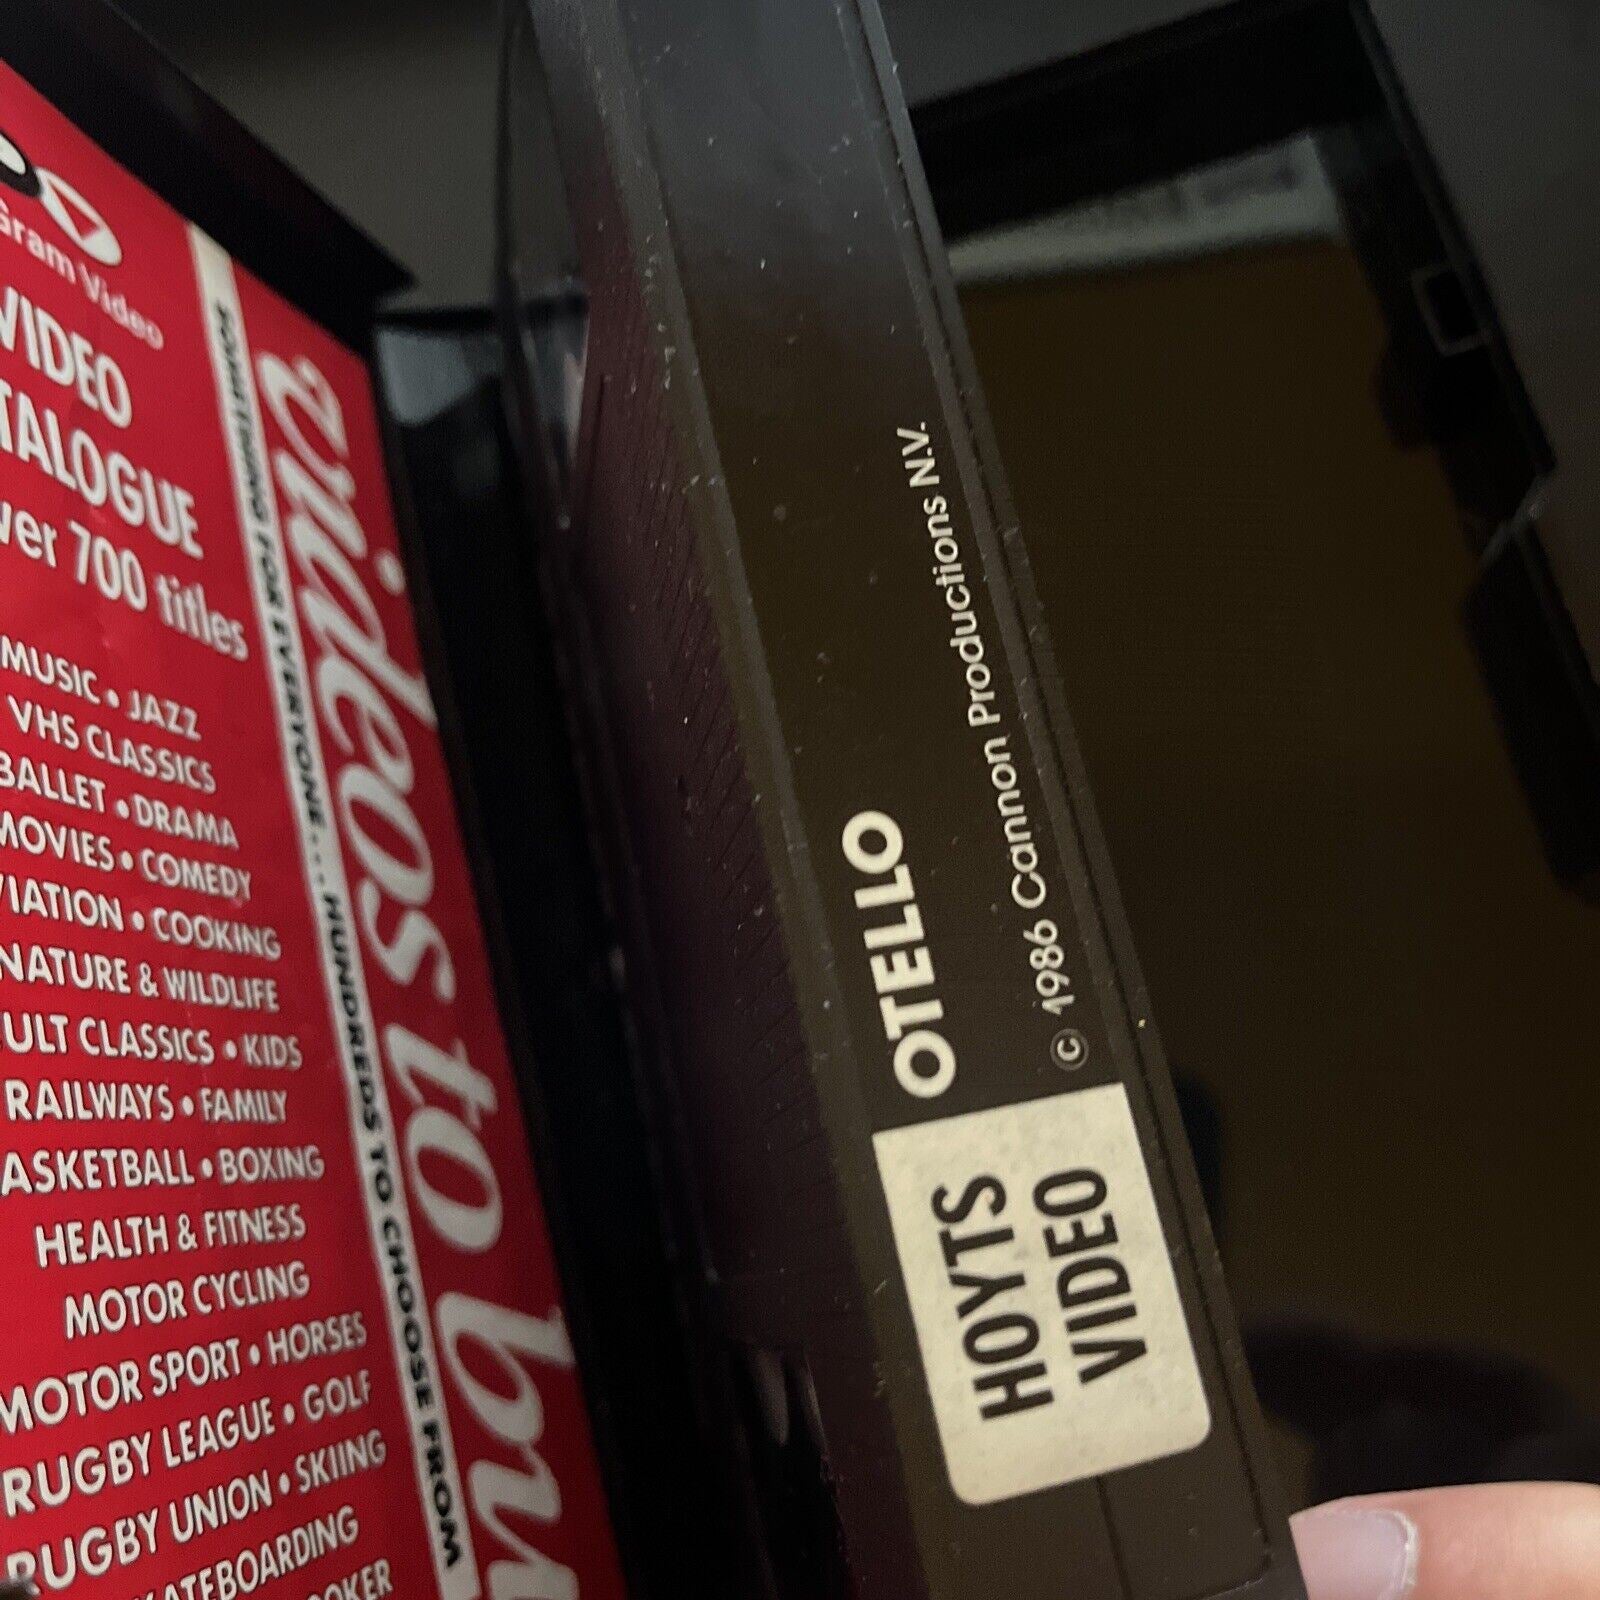 Gram Video
VIDEO
TALOGUE
ver 700 titles
MUSIC • JAZZ
VHS CLASSICS
BALLET • DRAMA
MOVIES • COMEDY
VIATION • COOKING
NATURE & WILDLIFE
ULT CLASSICS • KIDS
RAILWAYS • FAMILY
ASKETBALL • BOXING
HEALTH & FITNESS
MOTOR CYCLING
MOTOR SPORT • HORSES
RUGBY LEAGUE • GOLF
RUGBY UNION • SKIING
KATEBOARDING
OOKER
SOMETHING FOR EVERYONE... HUNDREDS TO CHOOSE FROM
videos to bu
OTELLO
© 1986 Cannon Productions N.V.
HOYTS
VIDEO